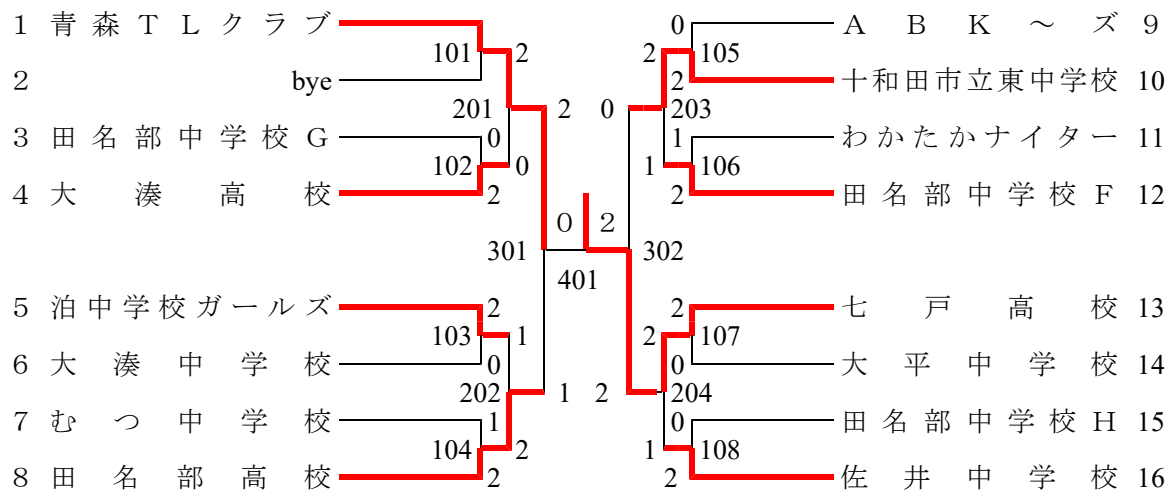 1 青森TLクラブ 0 ABK〜ズ 9
101 2 2 105
2 bye 2 十和田市立東中学校 10
201 2 0 203
3 田名部中学校G 0 1 わかたかナイター 11
102 0 1 106
4 大湊高校 2 2 田名部中学校F 12
0 2
301 302
401
5 泊中学校ガールズ 2 2 七戸高校 13
103 1 2 107
6 大湊中学校 0 0 大平中学校 14
202 1 2 204
7 むつ中学校 1 0 田名部中学校H 15
104 2 1 108
8 田名部高校 2 2 佐井中学校 16